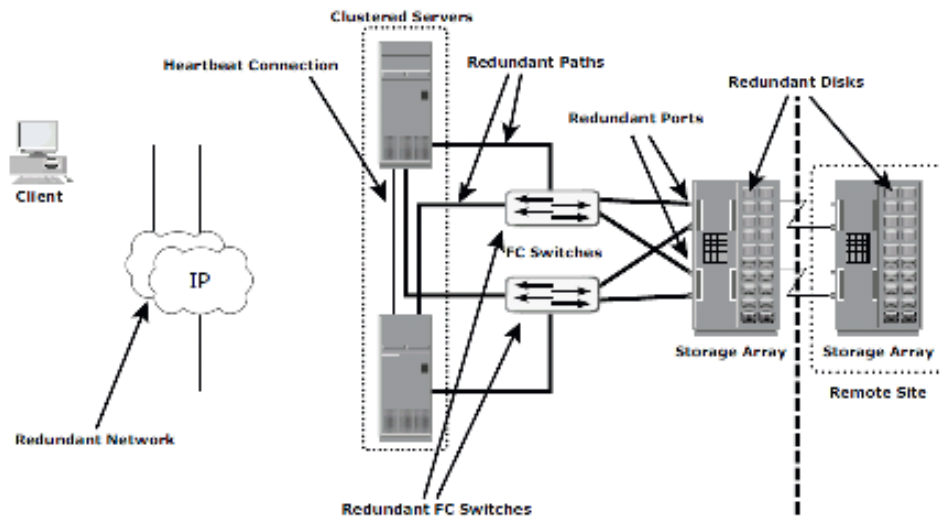 Clustered Servers
Heartbeat Connection
Redundant Paths
Redundant Disks
Redundant Ports
Client
FC Switches
IP
Storage Array
Storage Array
Remote Site
Redundant Network
Redundant FC Switches